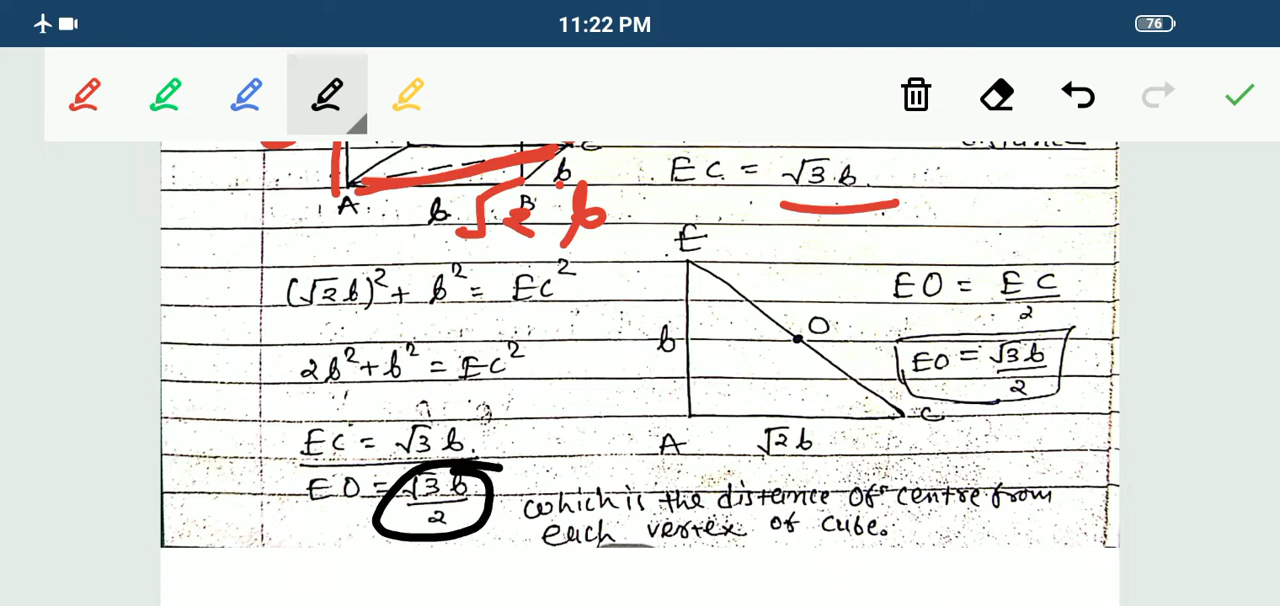 11:22 PM
76
EC = √3 b
b
A
b
B
√2 b
E
(√2 b)² + b² = EC²
EO = EC/2
O
b
2b² + b² = EC²
EO = √3b/2
C
EC = √3 b.
A
√2 b
EO = √3 b/2
which is the distance of centre from
each vertex of cube.